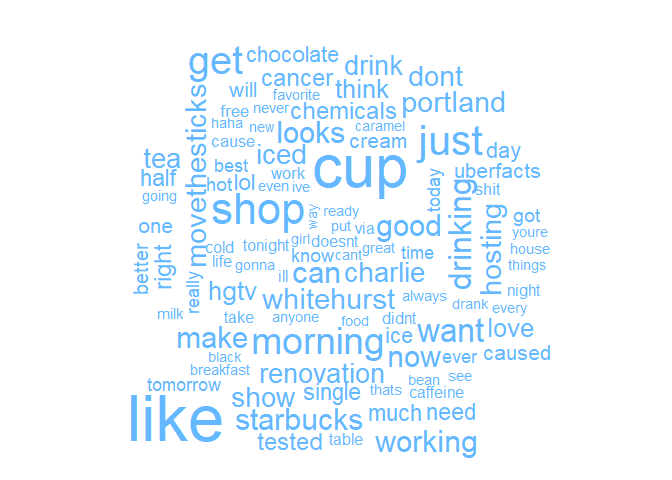 get
chocolate
cancer
drink
dont
will
favorite
think
movethesticks
free
never
chemicals
portland
haha
new
looks
caramel
just
cause
cream
tea
best
iced
cup
day
half
hot
lol
work
uberfacts
going
even
ive
today
shit
shop
way
ready
good
drinking
hosting
got
one
put
via
youre
better
right
cold
tonight
girl
doesnt
great
time
house
life
gonna
know
cant
things
really
ill
can
charlie
hgtv
whitehurst
always
night
milk
take
anyone
food
didnt
drank
every
make
morning
ice
want
love
black
now
ever
caused
breakfast
renovation
bean
see
tomorrow
show
single
thats
caffeine
like
starbucks
much
need
tested
table
working